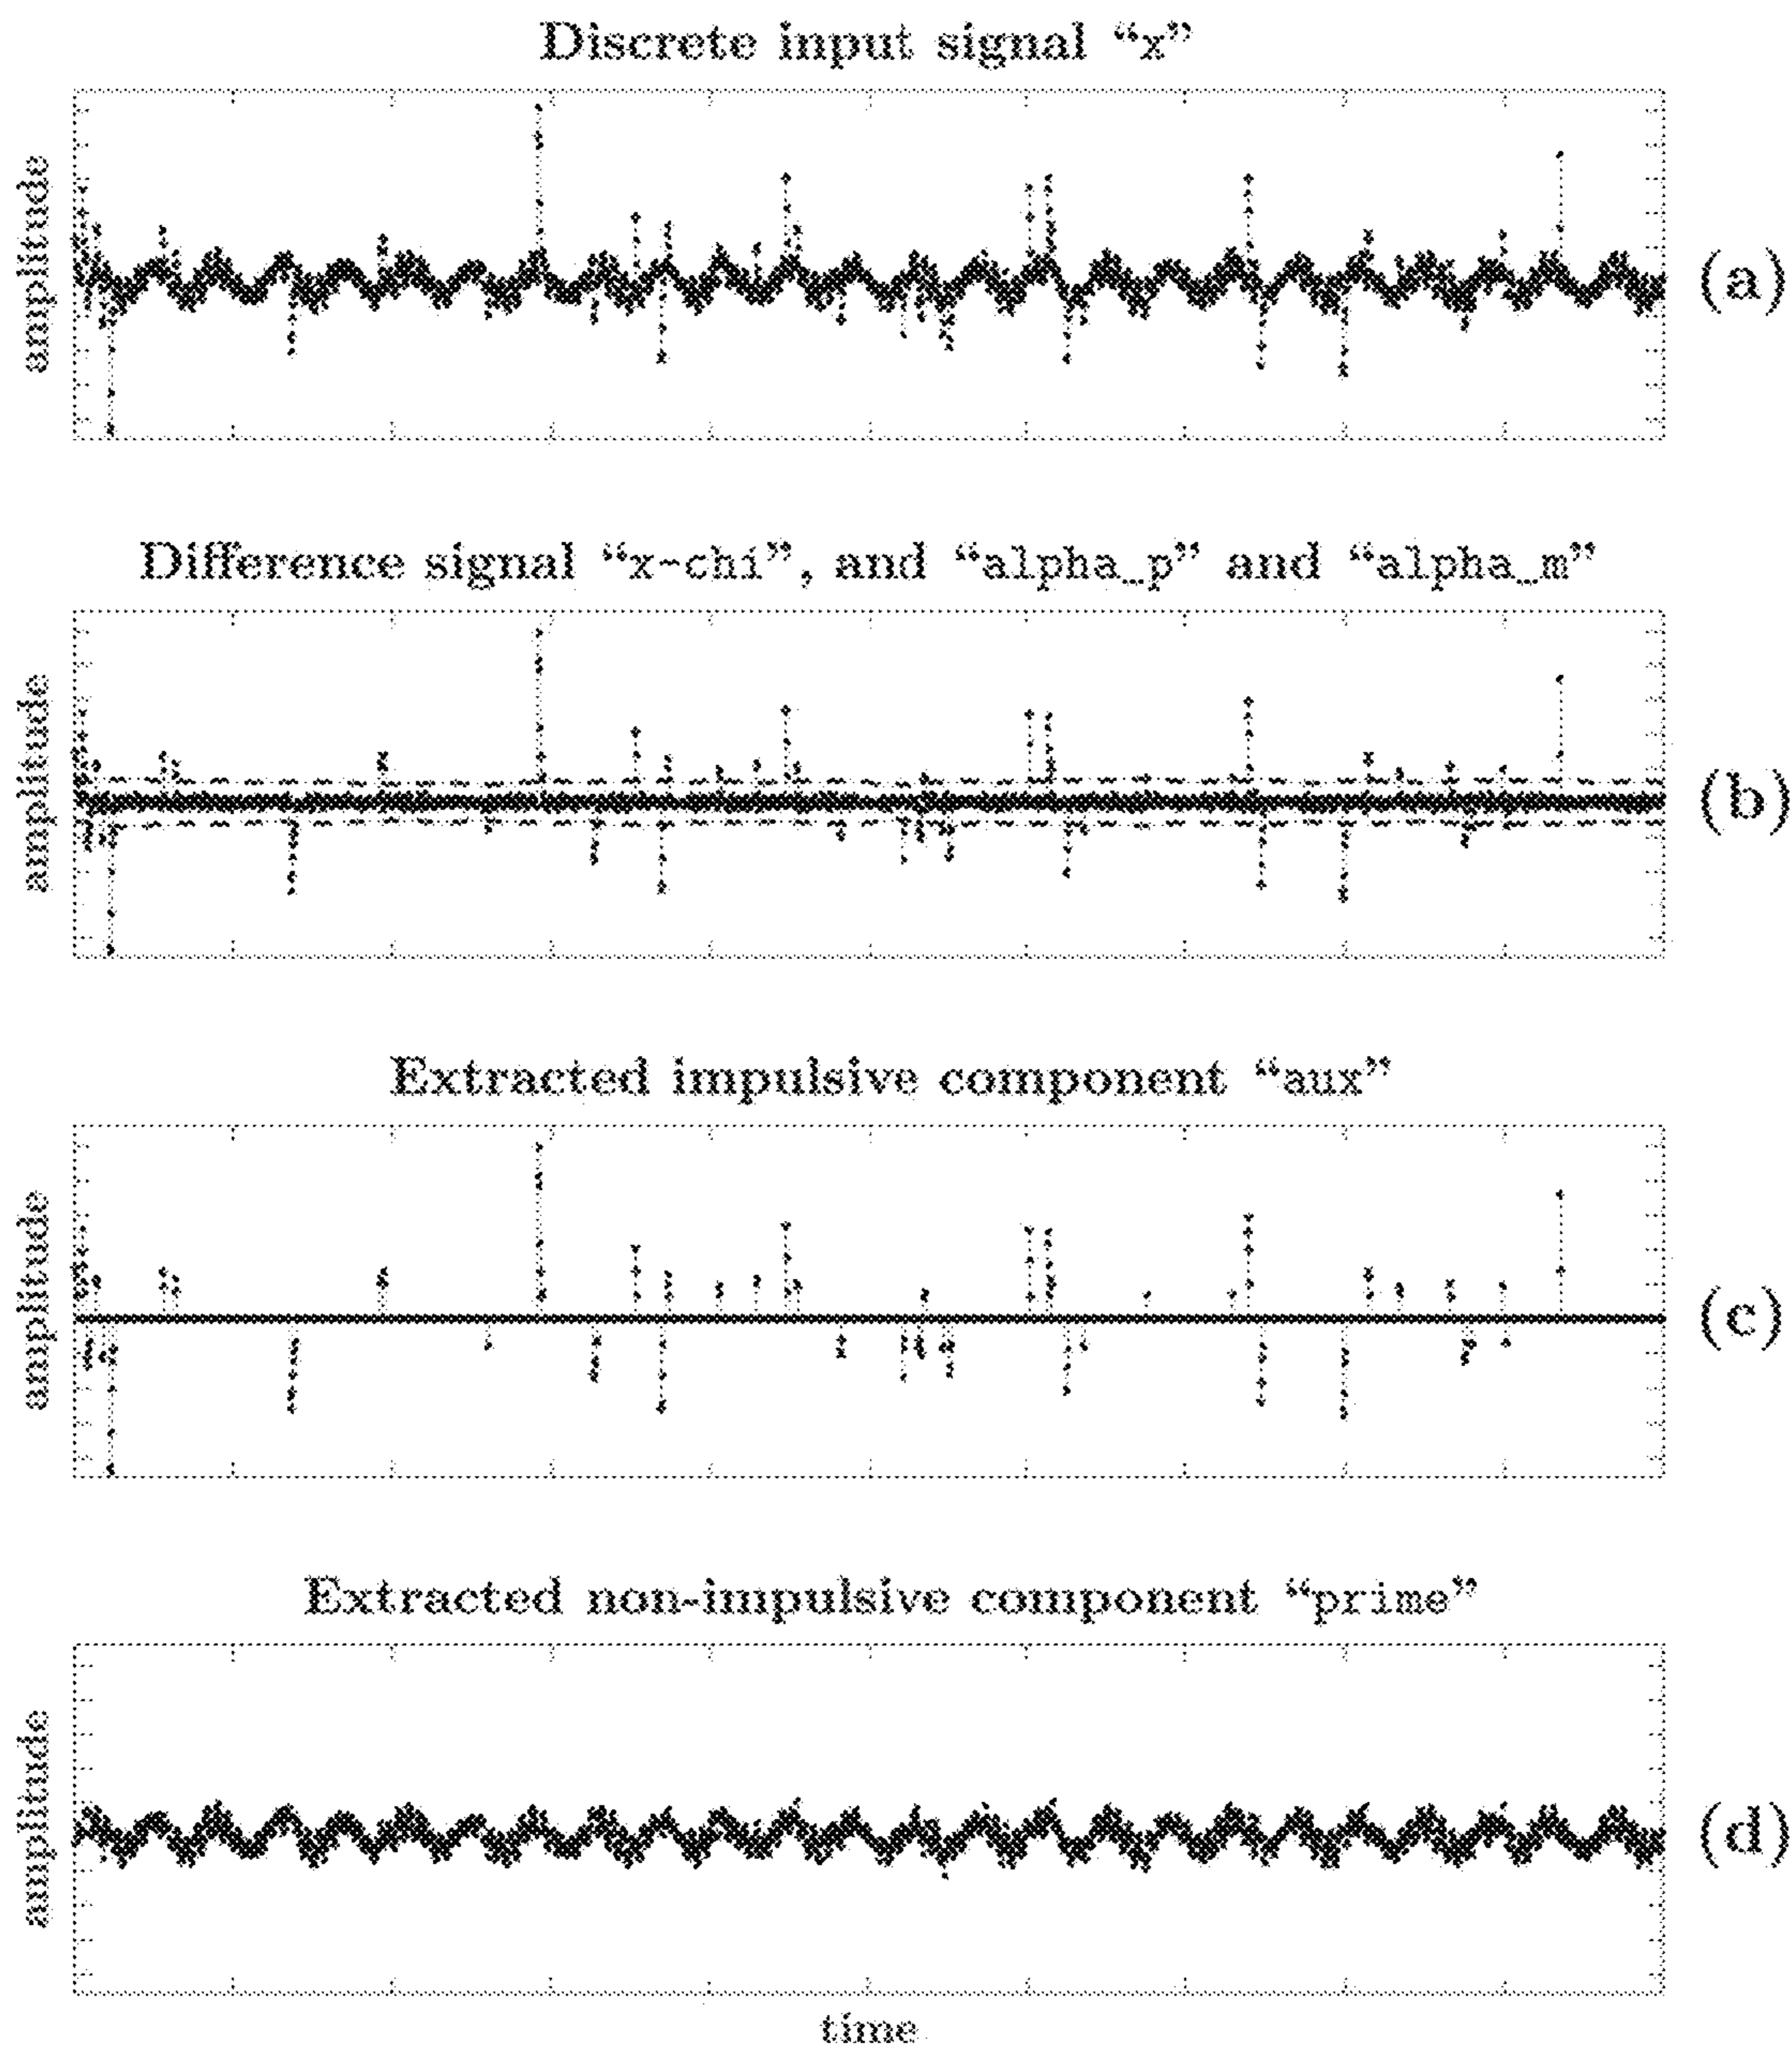 Discrete input signal “x”
amplitude
(a)
Difference signal “x-chi”, and “alpha_p” and “alpha_m”
amplitude
(b)
Extracted impulsive component “aux”
amplitude
(c)
Extracted non-impulsive component “prime”
amplitude
(d)
time